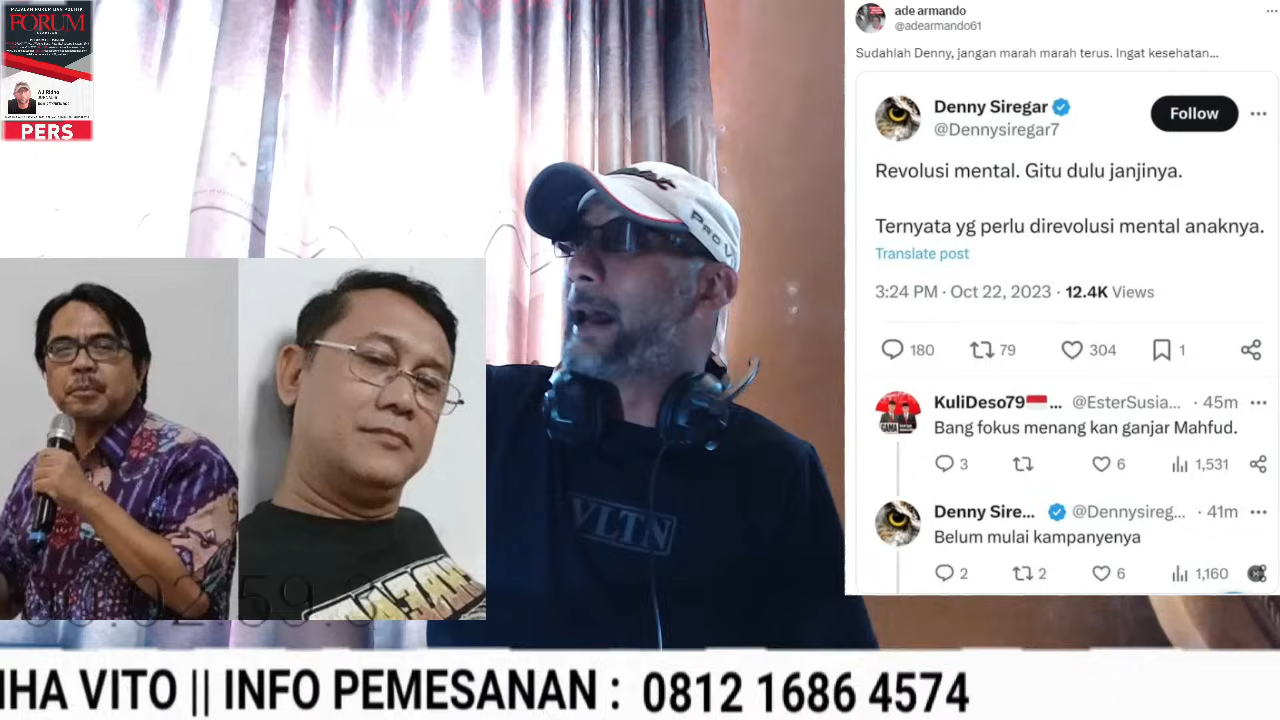 MAJALAH FORUM DAN POLITIK
FORUM
PERS
VLTN
ade armando
@adearmando61
Sudahlah Denny, jangan marah marah terus. Ingat kesehatan...
Denny Siregar
@Dennysiregar7
Follow
Revolusi mental. Gitu dulu janjinya.
Ternyata yg perlu direvolusi mental anaknya.
Translate post
3:24 PM · Oct 22, 2023 · 12.4K Views
180 79 304 1
KuliDeso79 ... @EsterSusia... · 45m
Bang fokus menang kan ganjar Mahfud.
3 6 1,531
Denny Sire... @Dennysireg... · 41m
Belum mulai kampanyenya
2 2 6 1,160
IHA VITO || INFO PEMESANAN : 0812 1686 4574